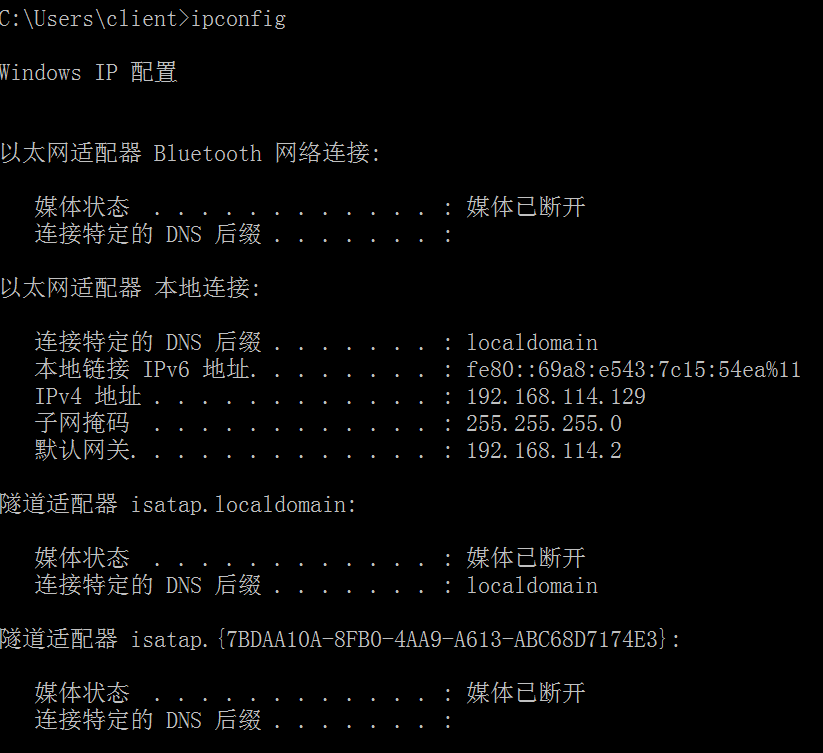 C:\Users\client>ipconfig
Windows IP 配置
以太网适配器 Bluetooth 网络连接:
媒体状态  . . . . . . . . . . . . : 媒体已断开
连接特定的 DNS 后缀 . . . . . . . :
以太网适配器 本地连接:
连接特定的 DNS 后缀 . . . . . . . : localdomain
本地链接 IPv6 地址. . . . . . . . : fe80::69a8:e543:7c15:54ea%11
IPv4 地址 . . . . . . . . . . . . : 192.168.114.129
子网掩码  . . . . . . . . . . . . : 255.255.255.0
默认网关. . . . . . . . . . . . . : 192.168.114.2
隧道适配器 isatap.localdomain:
媒体状态  . . . . . . . . . . . . : 媒体已断开
连接特定的 DNS 后缀 . . . . . . . : localdomain
隧道适配器 isatap.{7BDAA10A-8FB0-4AA9-A613-ABC68D7174E3}:
媒体状态  . . . . . . . . . . . . : 媒体已断开
连接特定的 DNS 后缀 . . . . . . . :